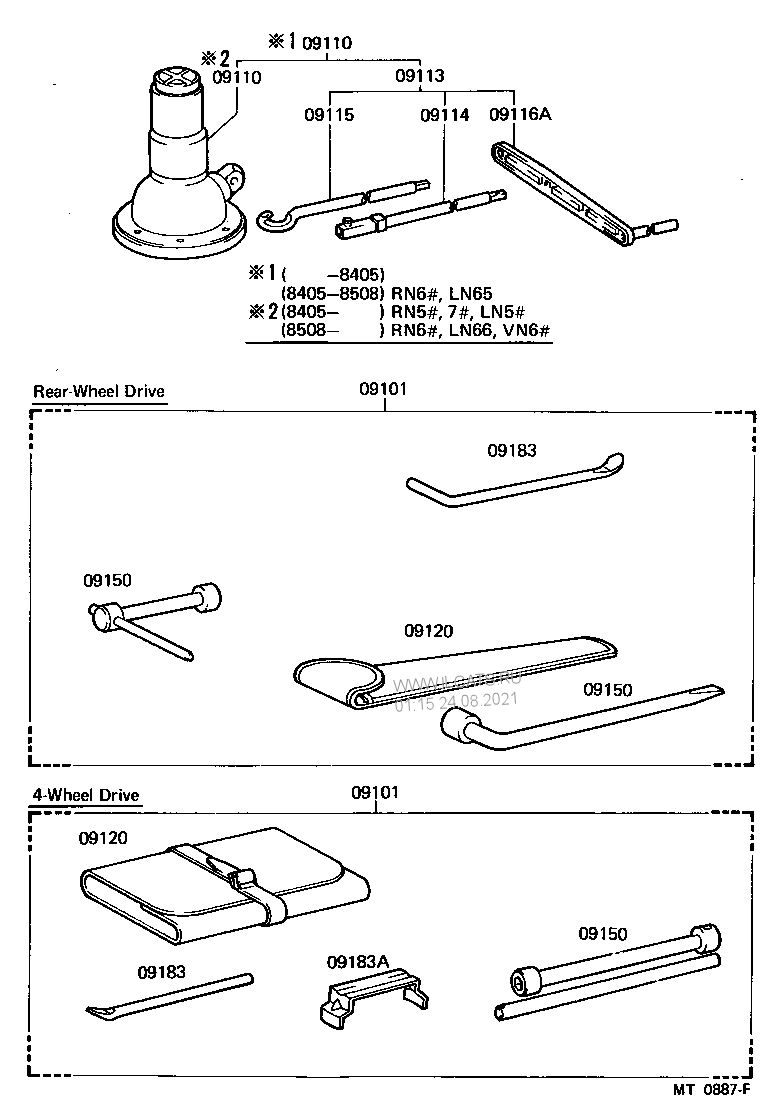 ※1 09110
※2
09110
09113
09115
09114
09116A
※1 (      -8405)
(8405-8508) RN6#, LN65
※2 (8405-      ) RN5#, 7#, LN5#
(8508-      ) RN6#, LN66, VN6#
Rear-Wheel Drive
09101
09183
09150
09120
WWW.ILCATS.RU
01:15 24.08.2021
09150
4-Wheel Drive
09101
09120
09150
09183
09183A
MT 0887-F